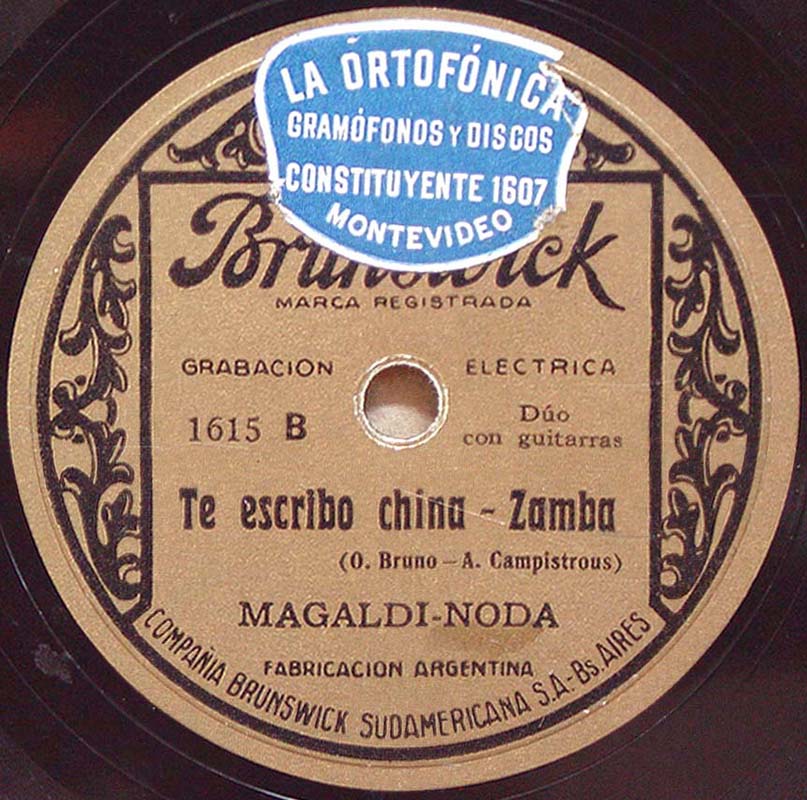 LA ORTOFÓNICA
GRAMÓFONOS Y DISCOS
CONSTITUYENTE 1607
MONTEVIDEO
Brunswick
MARCA REGISTRADA
GRABACION ELECTRICA
1615 B
Dúo
con guitarras
Te escribo china - Zamba
(O. Bruno — A. Campistrous)
MAGALDI-NODA
FABRICACION ARGENTINA
COMPAÑIA BRUNSWICK SUDAMERICANA S.A.-Bs. AIRES